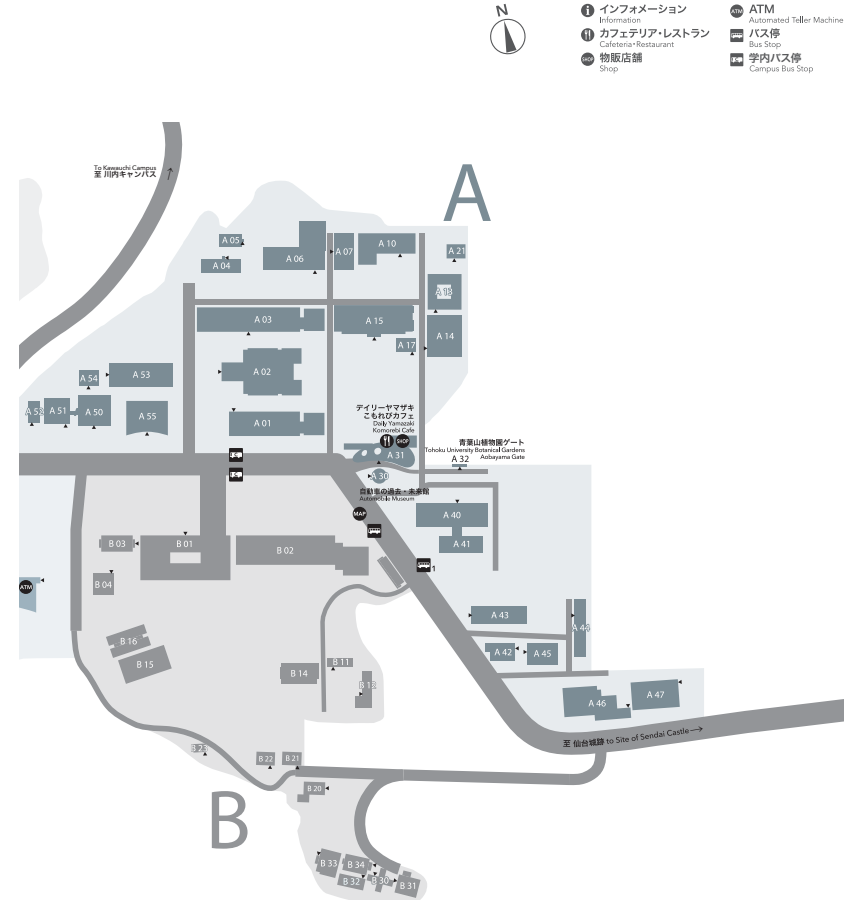 N
インフォメーション
Information
カフェテリア・レストラン
Cafeteria・Restaurant
SHOP 物販店舗
Shop
ATM ATM
Automated Teller Machine
バス停
Bus Stop
学内バス停
Campus Bus Stop
To Kawauchi Campus
至 川内キャンパス
A
A 05
A 04
A 06
A 07
A 10
A 21
A 03
A 15
A 17
A 14
A 02
A 01
A 54
A 53
A 51
A 50
A 55
デイリーヤマザキ
こもれびカフェ
Daily Yamazaki
Komorebi Cafe
SHOP
A 31
青葉山植物園ゲート
Tohoku University Botanical Gardens
Aobayama Gate
A 32
A 30
自動車の過去・未来館
Automobile Museum
MAP
A 40
A 41
1
B 03
B 01
B 02
B 04
ATM
A 43
A 44
A 42
A 45
B 16
B 15
B 14
B 11
A 46
A 47
至 仙台城跡 to Site of Sendai Castle
B 23
B 22
B 21
B 20
B
B 33
B 34
B 32
B 30
B 31